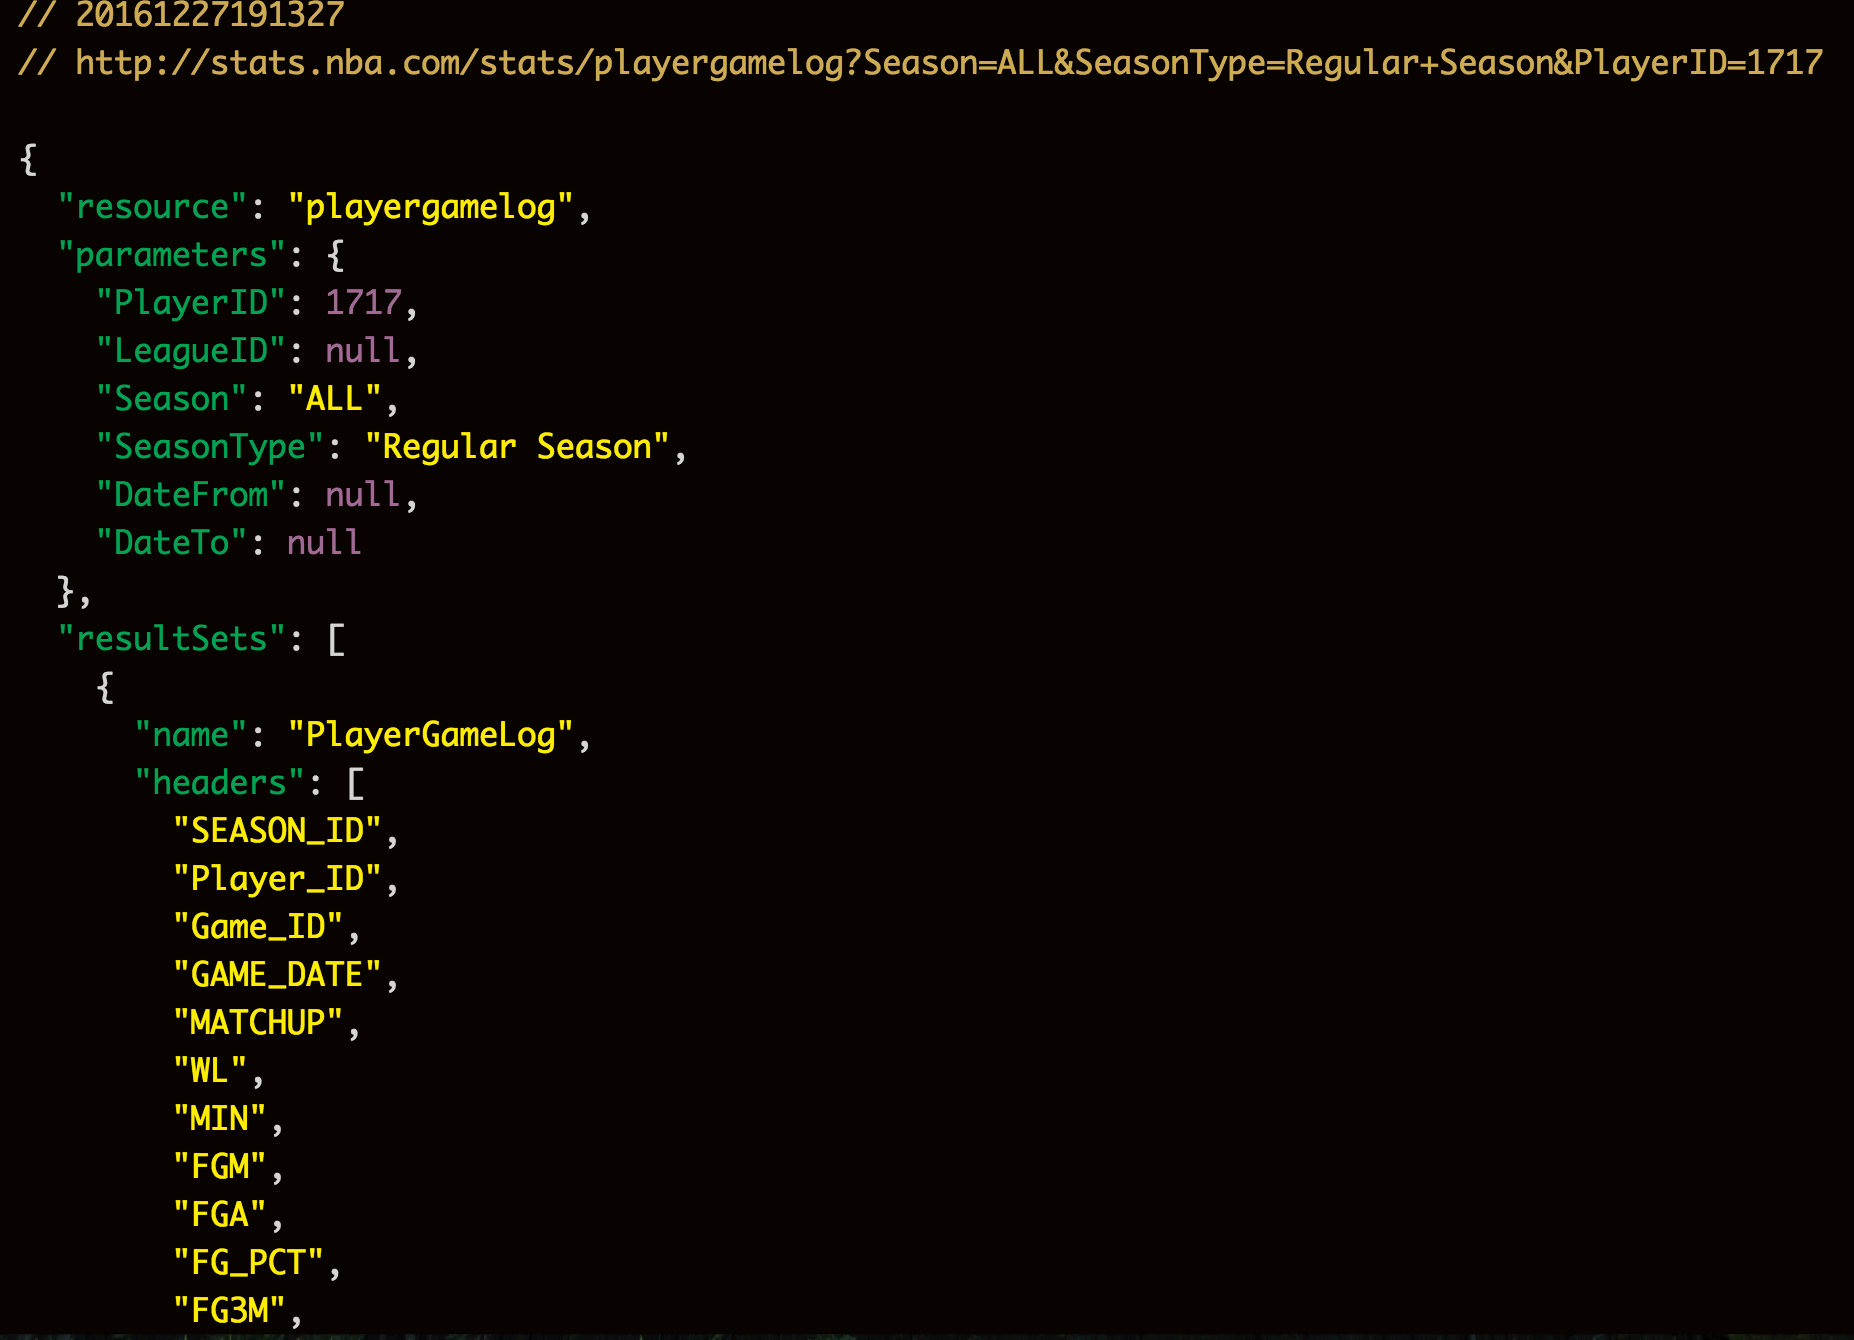 // 20161227191327
// http://stats.nba.com/stats/playergamelog?Season=ALL&SeasonType=Regular+Season&PlayerID=1717
{
"resource": "playergamelog",
"parameters": {
"PlayerID": 1717,
"LeagueID": null,
"Season": "ALL",
"SeasonType": "Regular Season",
"DateFrom": null,
"DateTo": null
},
"resultSets": [
{
"name": "PlayerGameLog",
"headers": [
"SEASON_ID",
"Player_ID",
"Game_ID",
"GAME_DATE",
"MATCHUP",
"WL",
"MIN",
"FGM",
"FGA",
"FG_PCT",
"FG3M",